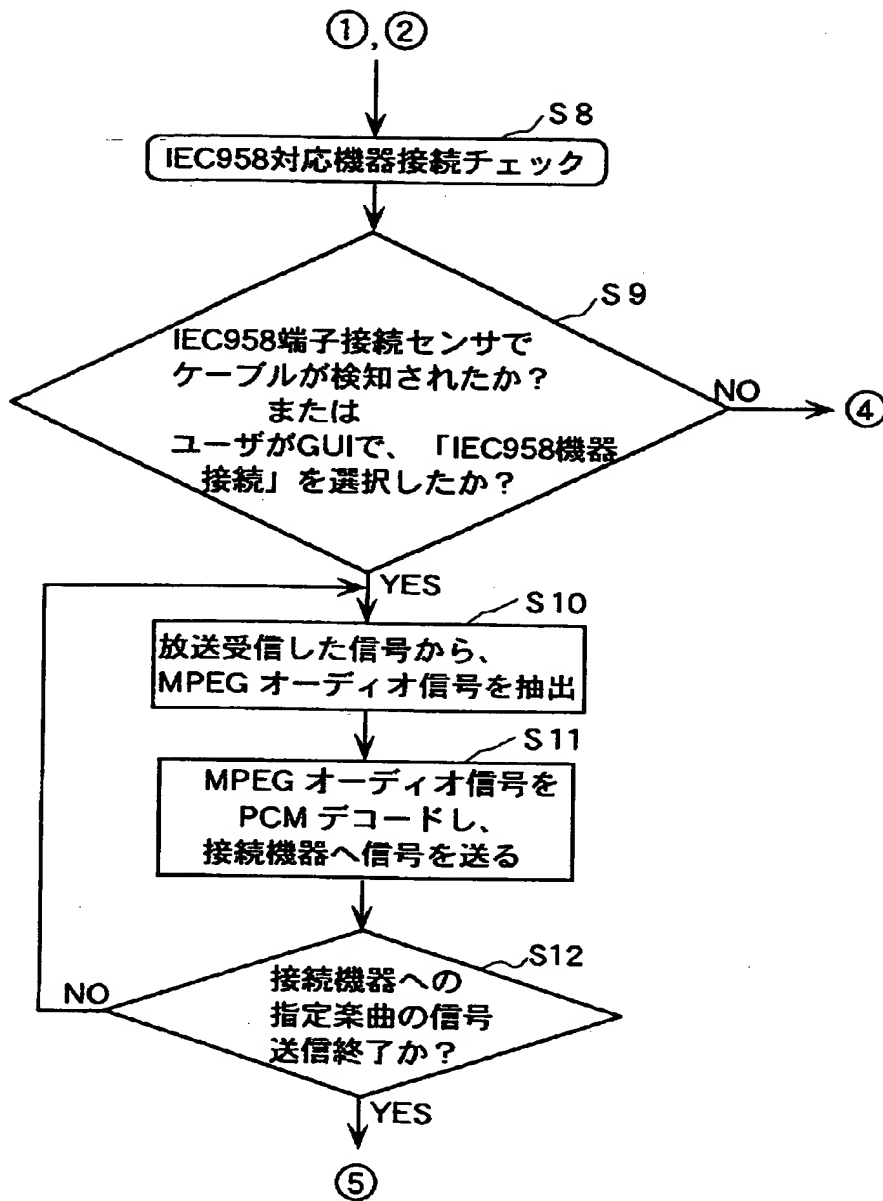 ①,②
S8
IEC958対応機器接続チェック
S9
IEC958端子接続センサで
ケーブルが検知されたか?
または
ユーザがGUIで、「IEC958機器
接続」を選択したか?
NO
④
YES
S10
放送受信した信号から、
MPEG オーディオ信号を抽出
S11
MPEG オーディオ信号を
PCM デコードし、
接続機器へ信号を送る
S12
接続機器への
指定楽曲の信号
送信終了か?
NO
YES
⑤